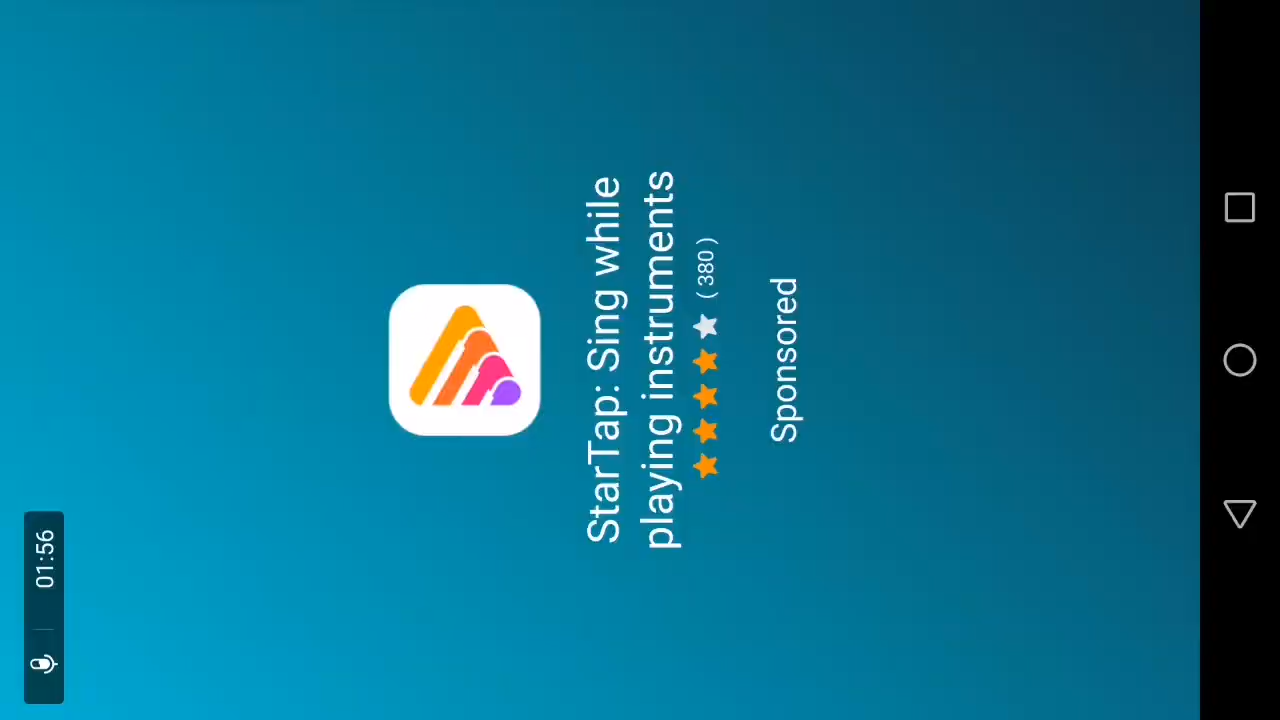 01:56
StarTap: Sing while
playing instruments
( 380 )
Sponsored